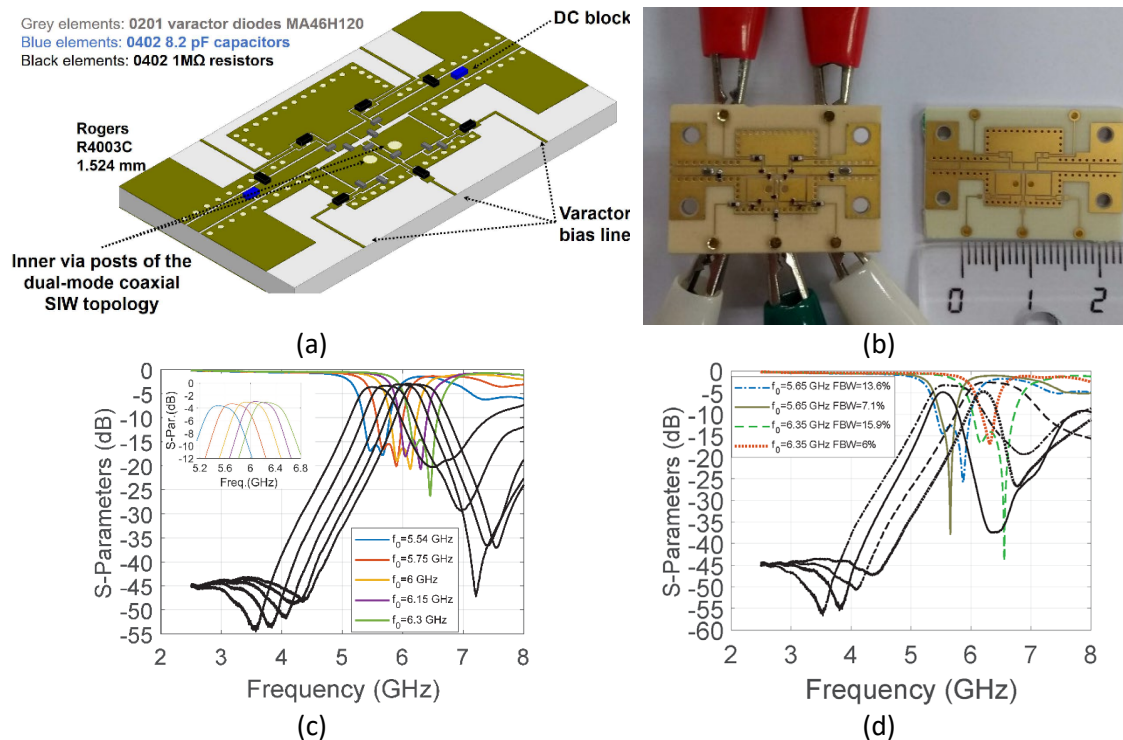 Grey elements: 0201 varactor diodes MA46H120
Blue elements: 0402 8.2 pF capacitors
Black elements: 0402 1MΩ resistors
DC block
Rogers
R4003C
1.524 mm
Varactor
bias line
Inner via posts of the
dual-mode coaxial
SIW topology
(a)
0 1 2
(b)
S-Parameters (dB)
0
-5
-10
-15
-20
-25
-30
-35
-40
-45
-50
-55
S-Par.(dB)
0
-2
-4
-6
-8
-10
-12
5.2 5.6 6 6.4 6.8
Freq.(GHz)
f0=5.54 GHz
f0=5.75 GHz
f0=6 GHz
f0=6.15 GHz
f0=6.3 GHz
2 3 4 5 6 7 8
Frequency (GHz)
(c)
S-Parameters (dB)
0
-5
-10
-15
-20
-25
-30
-35
-40
-45
-50
-55
-60
f0=5.65 GHz FBW=13.6%
f0=5.65 GHz FBW=7.1%
f0=6.35 GHz FBW=15.9%
f0=6.35 GHz FBW=6%
2 3 4 5 6 7 8
Frequency (GHz)
(d)